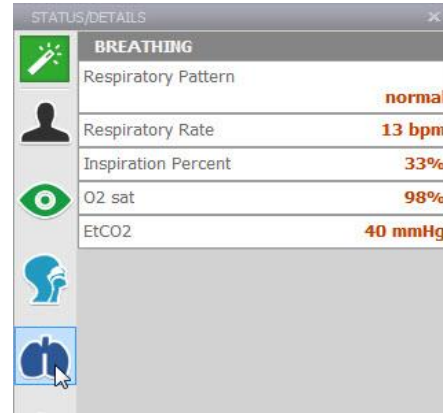 STATUS/DETAILS
BREATHING
Respiratory Pattern
normal
Respiratory Rate 13 bpm
Inspiration Percent 33%
O2 sat 98%
EtCO2 40 mmHg